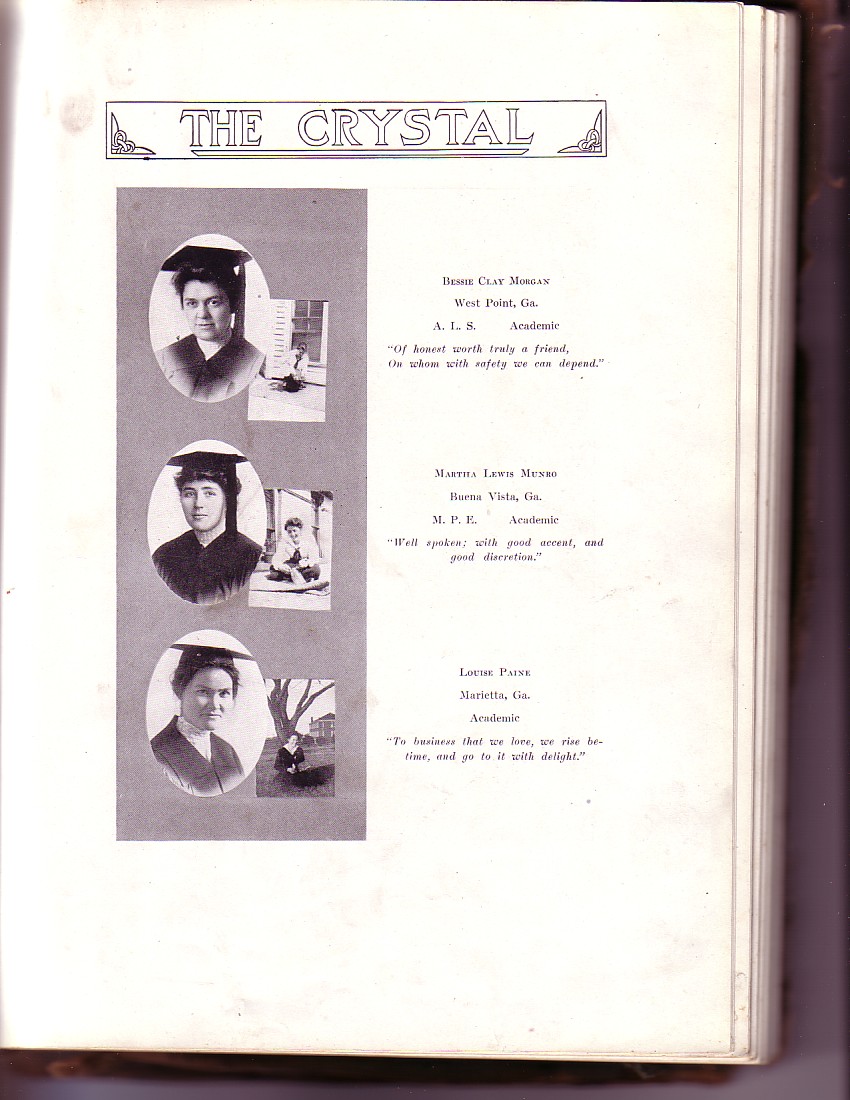 THE CRYSTAL
Bessie Clay Morgan
West Point, Ga.
A. L. S. Academic
"Of honest worth truly a friend,
On whom with safety we can depend."
Martha Lewis Munro
Buena Vista, Ga.
M. P. E. Academic
"Well spoken; with good accent, and
good discretion."
Louise Paine
Marietta, Ga.
Academic
"To business that we love, we rise be-
time, and go to it with delight."